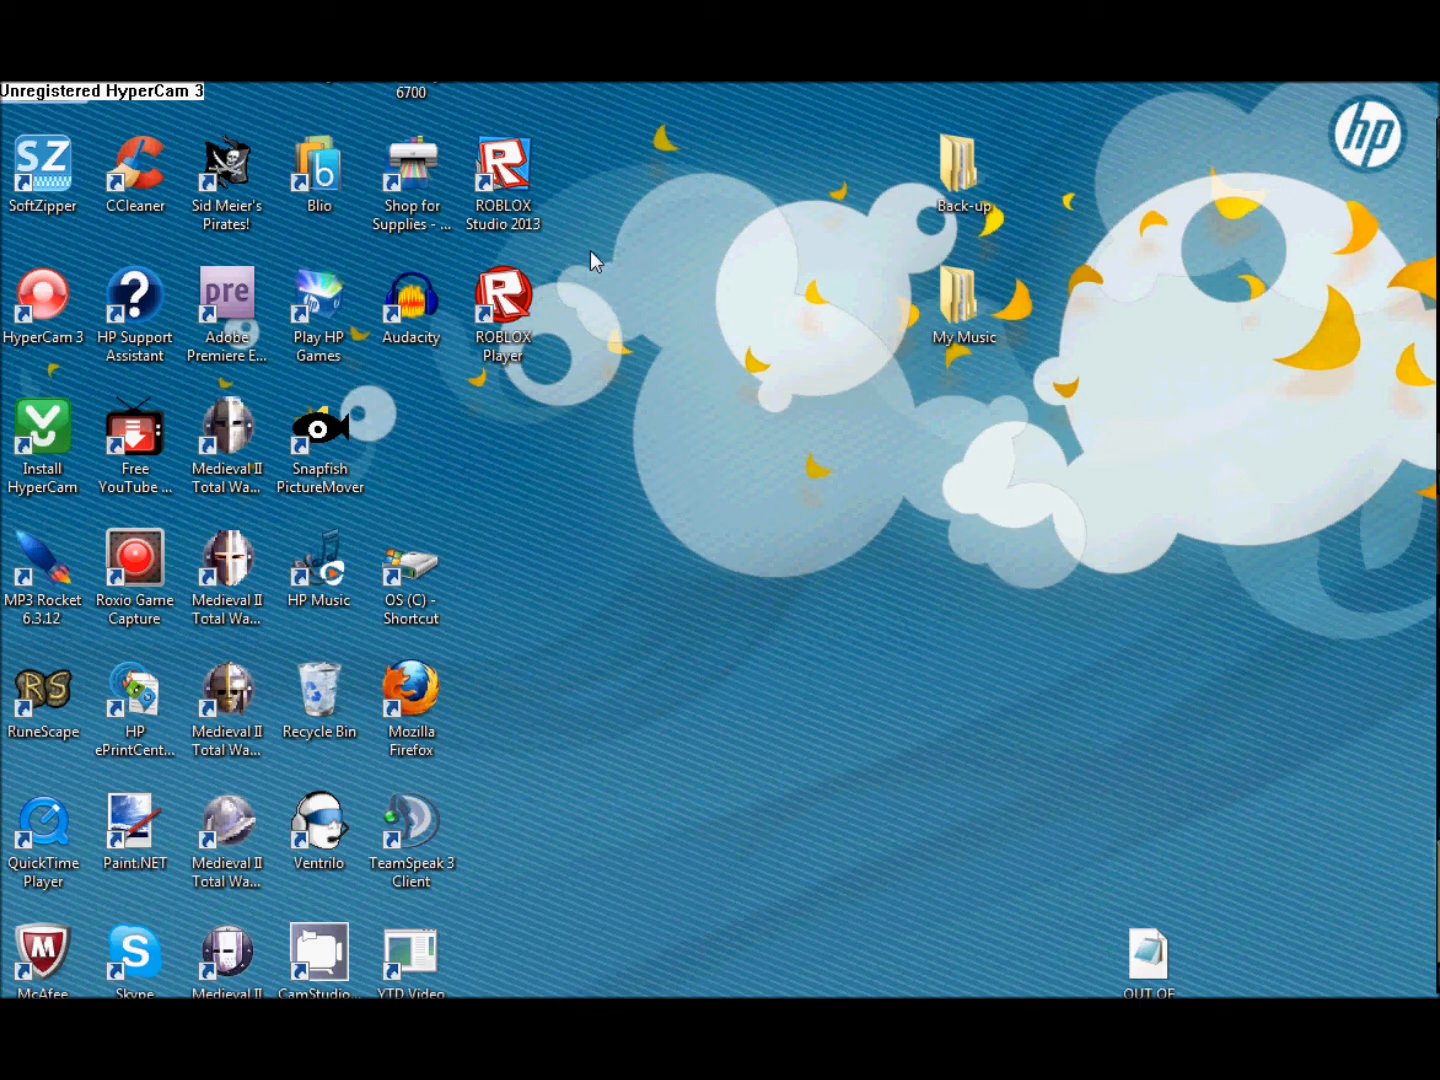 Unregistered HyperCam 3
6700
hp
SZ
SoftZipper
CCleaner
Sid Meier's
Pirates!
b
Blio
Shop for
Supplies - ...
R
ROBLOX
Studio 2013
Back-up
HyperCam 3
?
HP Support
Assistant
pre
Adobe
Premiere E...
hp
Play HP
Games
Audacity
R
ROBLOX
Player
My Music
Install
HyperCam
Free
YouTube ...
Medieval II
Total Wa...
Snapfish
PictureMover
MP3 Rocket
6.3.12
Roxio Game
Capture
Medieval II
Total Wa...
HP Music
OS (C) -
Shortcut
RS
RuneScape
HP
ePrintCent...
Medieval II
Total Wa...
Recycle Bin
Mozilla
Firefox
QuickTime
Player
Paint.NET
Medieval II
Total Wa...
Ventrilo
TeamSpeak 3
Client
M
McAfee
S
Skype
Medieval II
CamStudio...
YTD Video
OUT OF